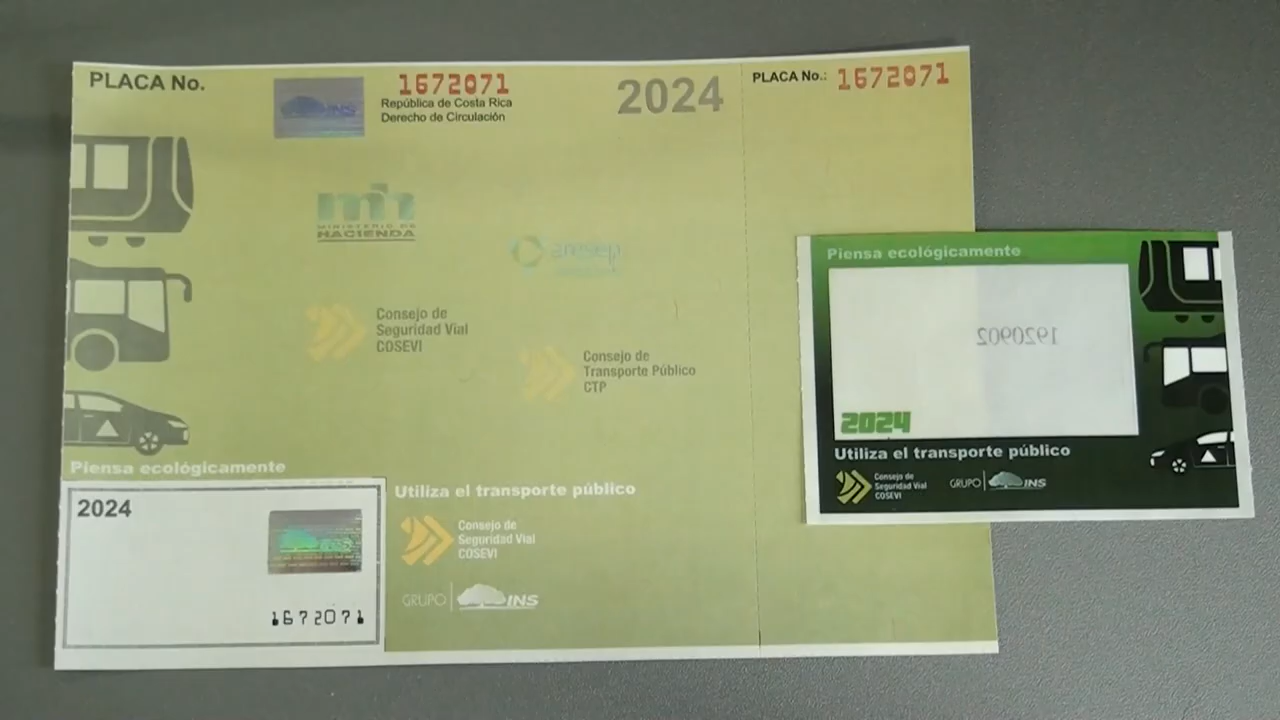 PLACA No.
INS
1672071
República de Costa Rica
Derecho de Circulación
2024
PLACA No.: 1672071
MINISTERIO DE
HACIENDA
aresep
Consejo de
Seguridad Vial
COSEVI
Consejo de
Transporte Público
CTP
Piensa ecológicamente
2024
1672071
Utiliza el transporte público
Consejo de
Seguridad Vial
COSEVI
GRUPO INS
Piensa ecológicamente
1920902
2024
Utiliza el transporte público
Consejo de
Seguridad Vial
COSEVI
GRUPO INS